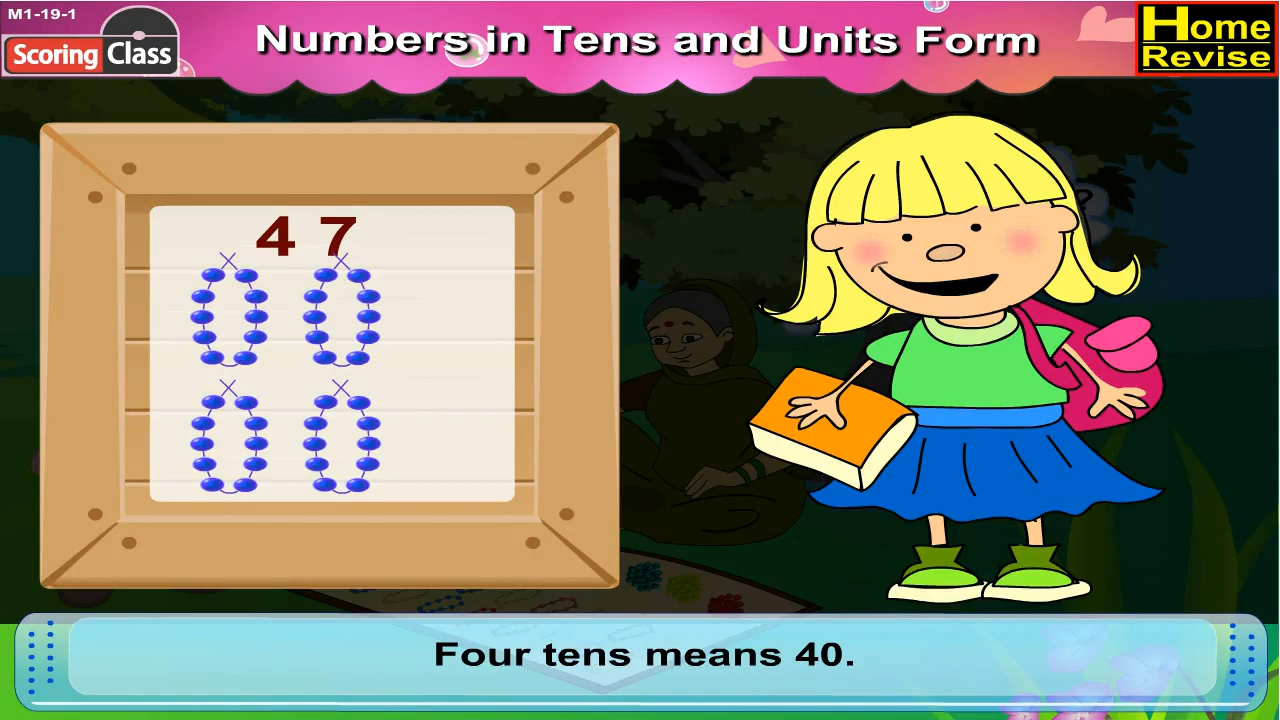 M1-19-1
Scoring Class
Numbers in Tens and Units Form
Home
Revise
4 7
Four tens means 40.